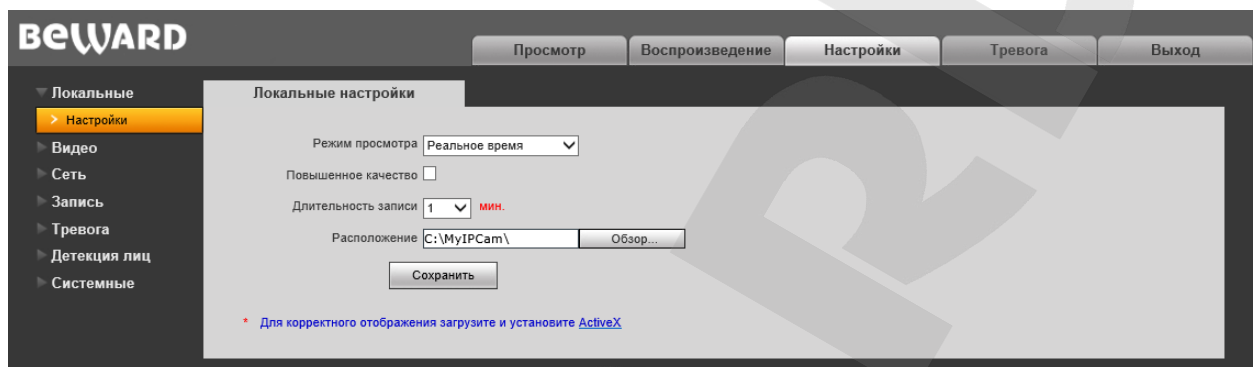 BEWARD
Просмотр Воспроизведение Настройки Тревога Выход
Локальные
> Настройки
Видео
Сеть
Запись
Тревога
Детекция лиц
Системные
Локальные настройки
Режим просмотра Реальное время
Повышенное качество
Длительность записи 1 мин.
Расположение C:\MyIPCam\ Обзор...
Сохранить
* Для корректного отображения загрузите и установите ActiveX